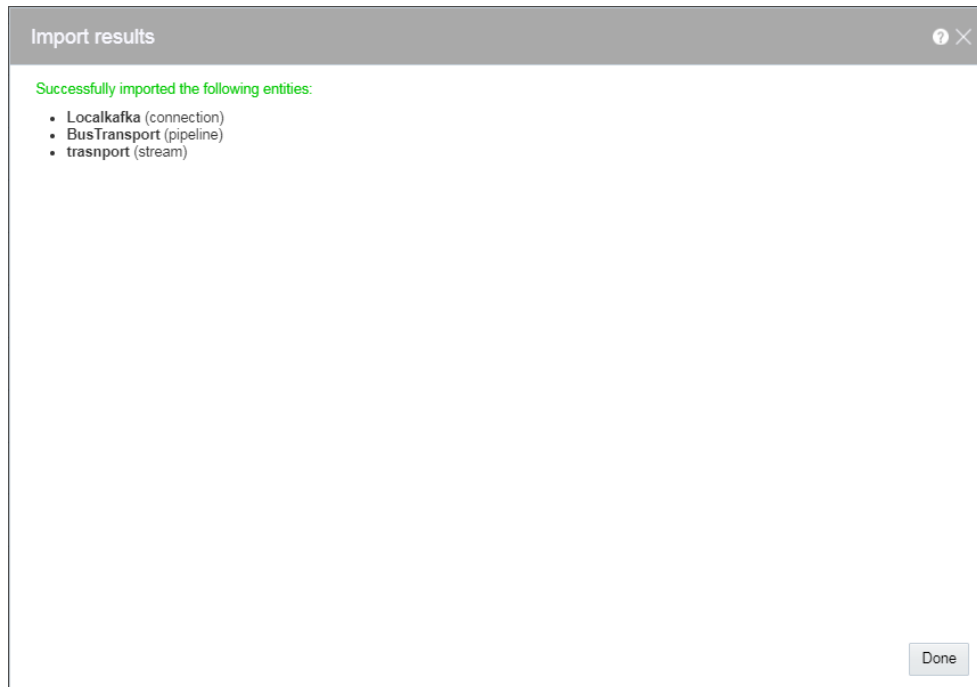 Import results
?
Successfully imported the following entities:
• Localkafka (connection)
• BusTransport (pipeline)
• trasnport (stream)
Done